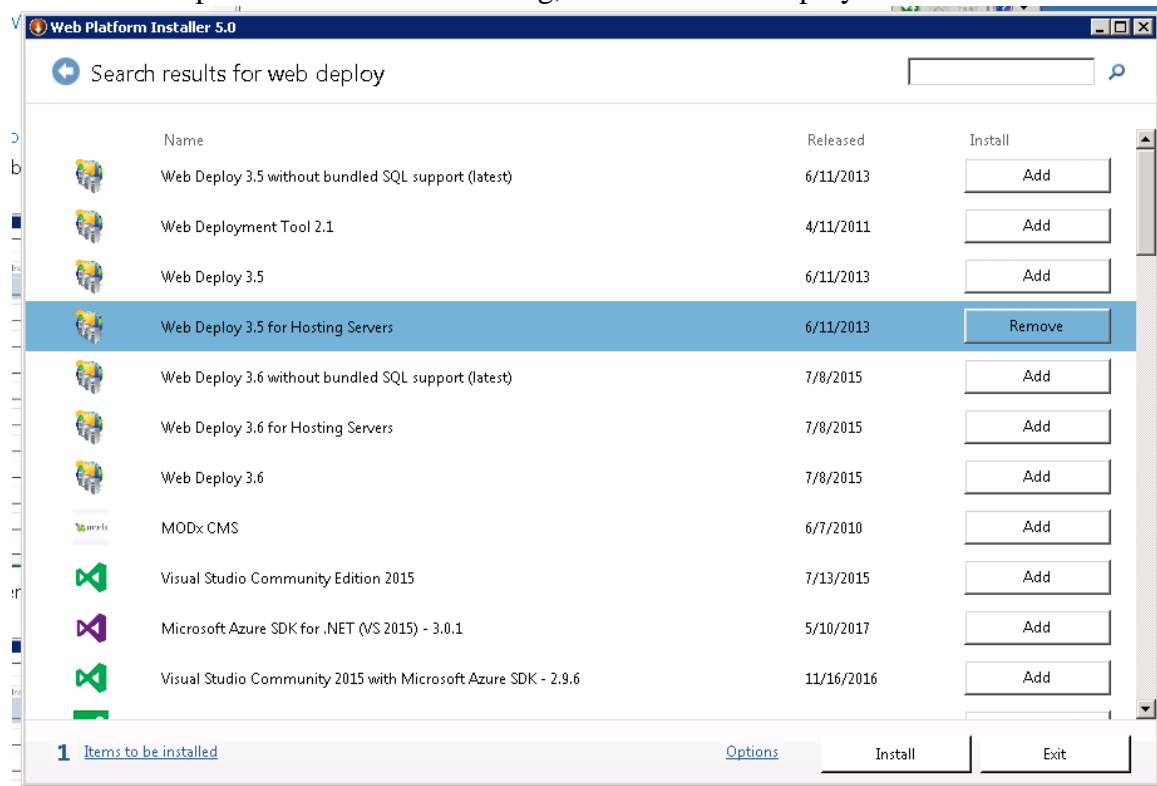 Web Platform Installer 5.0
Search results for web deploy
Name Released Install
Web Deploy 3.5 without bundled SQL support (latest) 6/11/2013 Add
Web Deployment Tool 2.1 4/11/2011 Add
Web Deploy 3.5 6/11/2013 Add
Web Deploy 3.5 for Hosting Servers 6/11/2013 Remove
Web Deploy 3.6 without bundled SQL support (latest) 7/8/2015 Add
Web Deploy 3.6 for Hosting Servers 7/8/2015 Add
Web Deploy 3.6 7/8/2015 Add
MODx CMS 6/7/2010 Add
Visual Studio Community Edition 2015 7/13/2015 Add
Microsoft Azure SDK for .NET (VS 2015) - 3.0.1 5/10/2017 Add
Visual Studio Community 2015 with Microsoft Azure SDK - 2.9.6 11/16/2016 Add
1 Items to be installed Options Install Exit